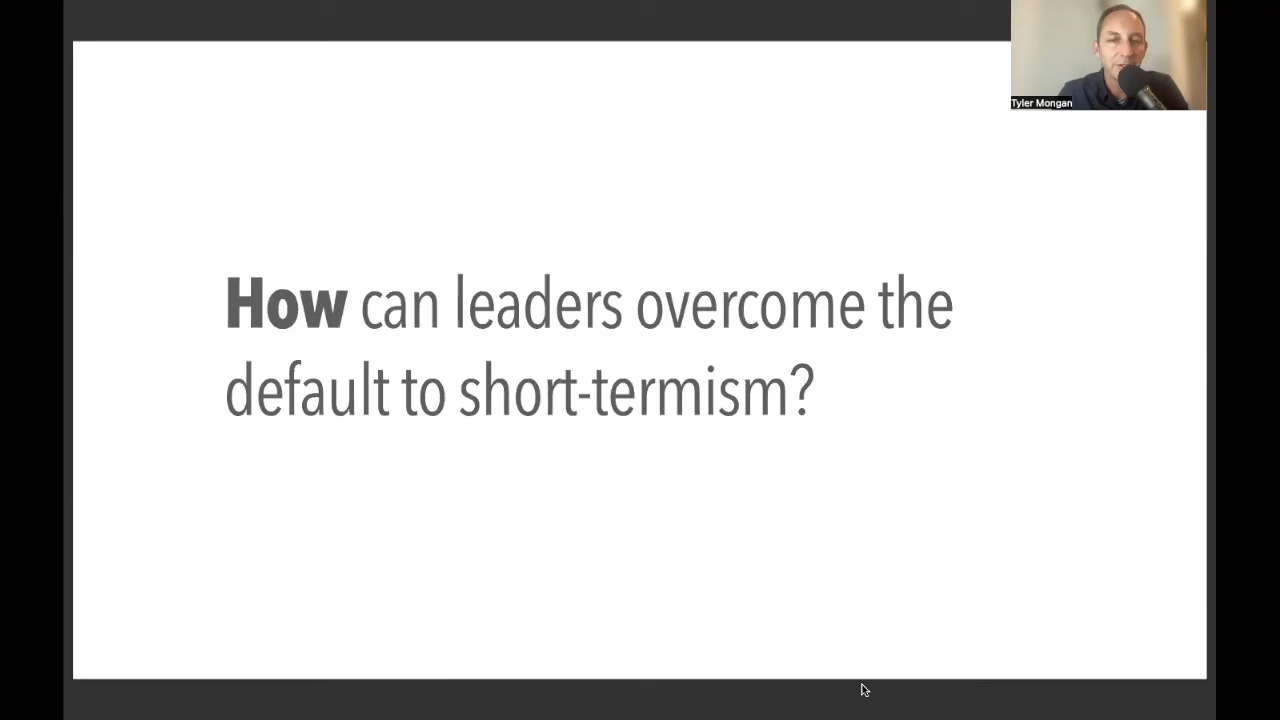 Tyler Mongan
How can leaders overcome the
default to short-termism?